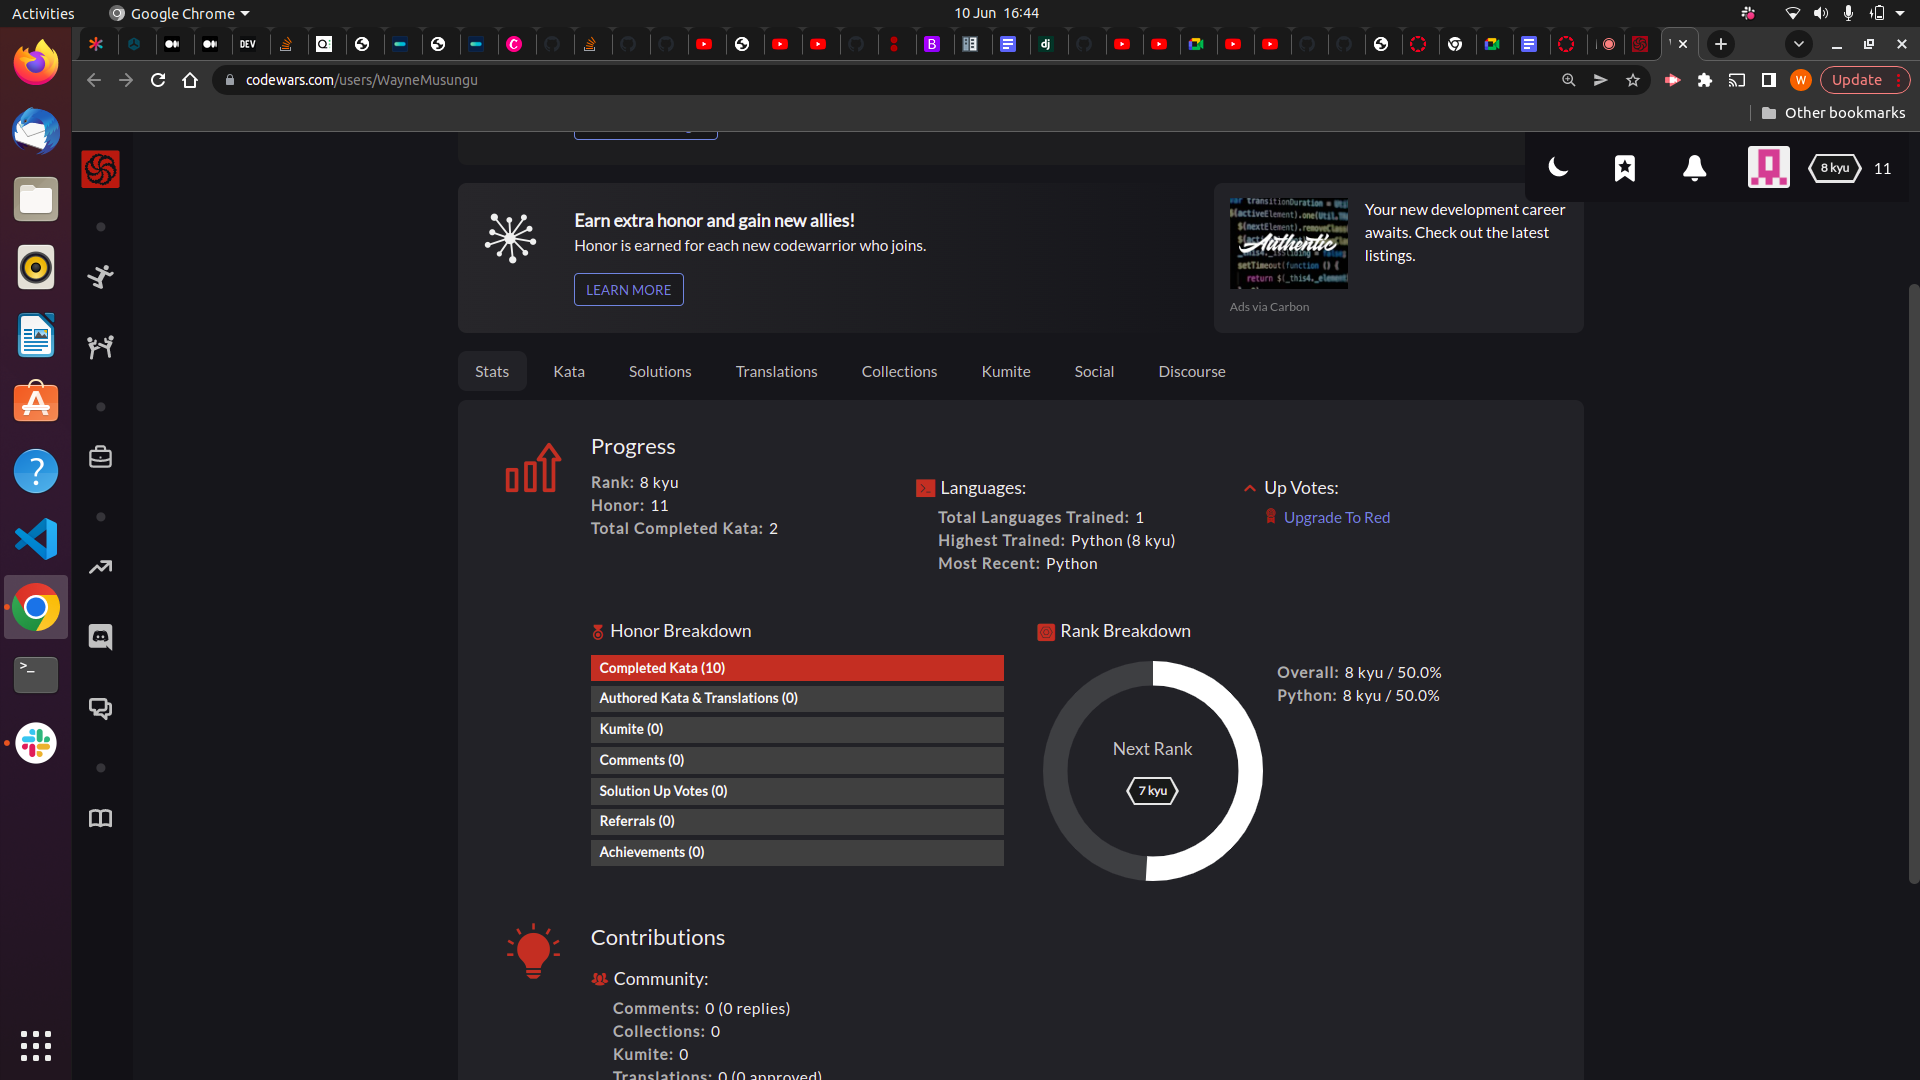 Activities
Google Chrome
10 Jun 16:44
DEV
dj
codewars.com/users/WayneMusungu
W
Update
Other bookmarks
8 kyu
11
Earn extra honor and gain new allies!
Honor is earned for each new codewarrior who joins.
LEARN MORE
Authentic
Your new development career
awaits. Check out the latest
listings.
Ads via Carbon
Stats
Kata
Solutions
Translations
Collections
Kumite
Social
Discourse
Progress
Rank: 8 kyu
Honor: 11
Total Completed Kata: 2
Languages:
Total Languages Trained: 1
Highest Trained: Python (8 kyu)
Most Recent: Python
Up Votes:
Upgrade To Red
Honor Breakdown
Completed Kata (10)
Authored Kata & Translations (0)
Kumite (0)
Comments (0)
Solution Up Votes (0)
Referrals (0)
Achievements (0)
Rank Breakdown
Next Rank
7 kyu
Overall: 8 kyu / 50.0%
Python: 8 kyu / 50.0%
Contributions
Community:
Comments: 0 (0 replies)
Collections: 0
Kumite: 0
Translations: 0 (0 approved)